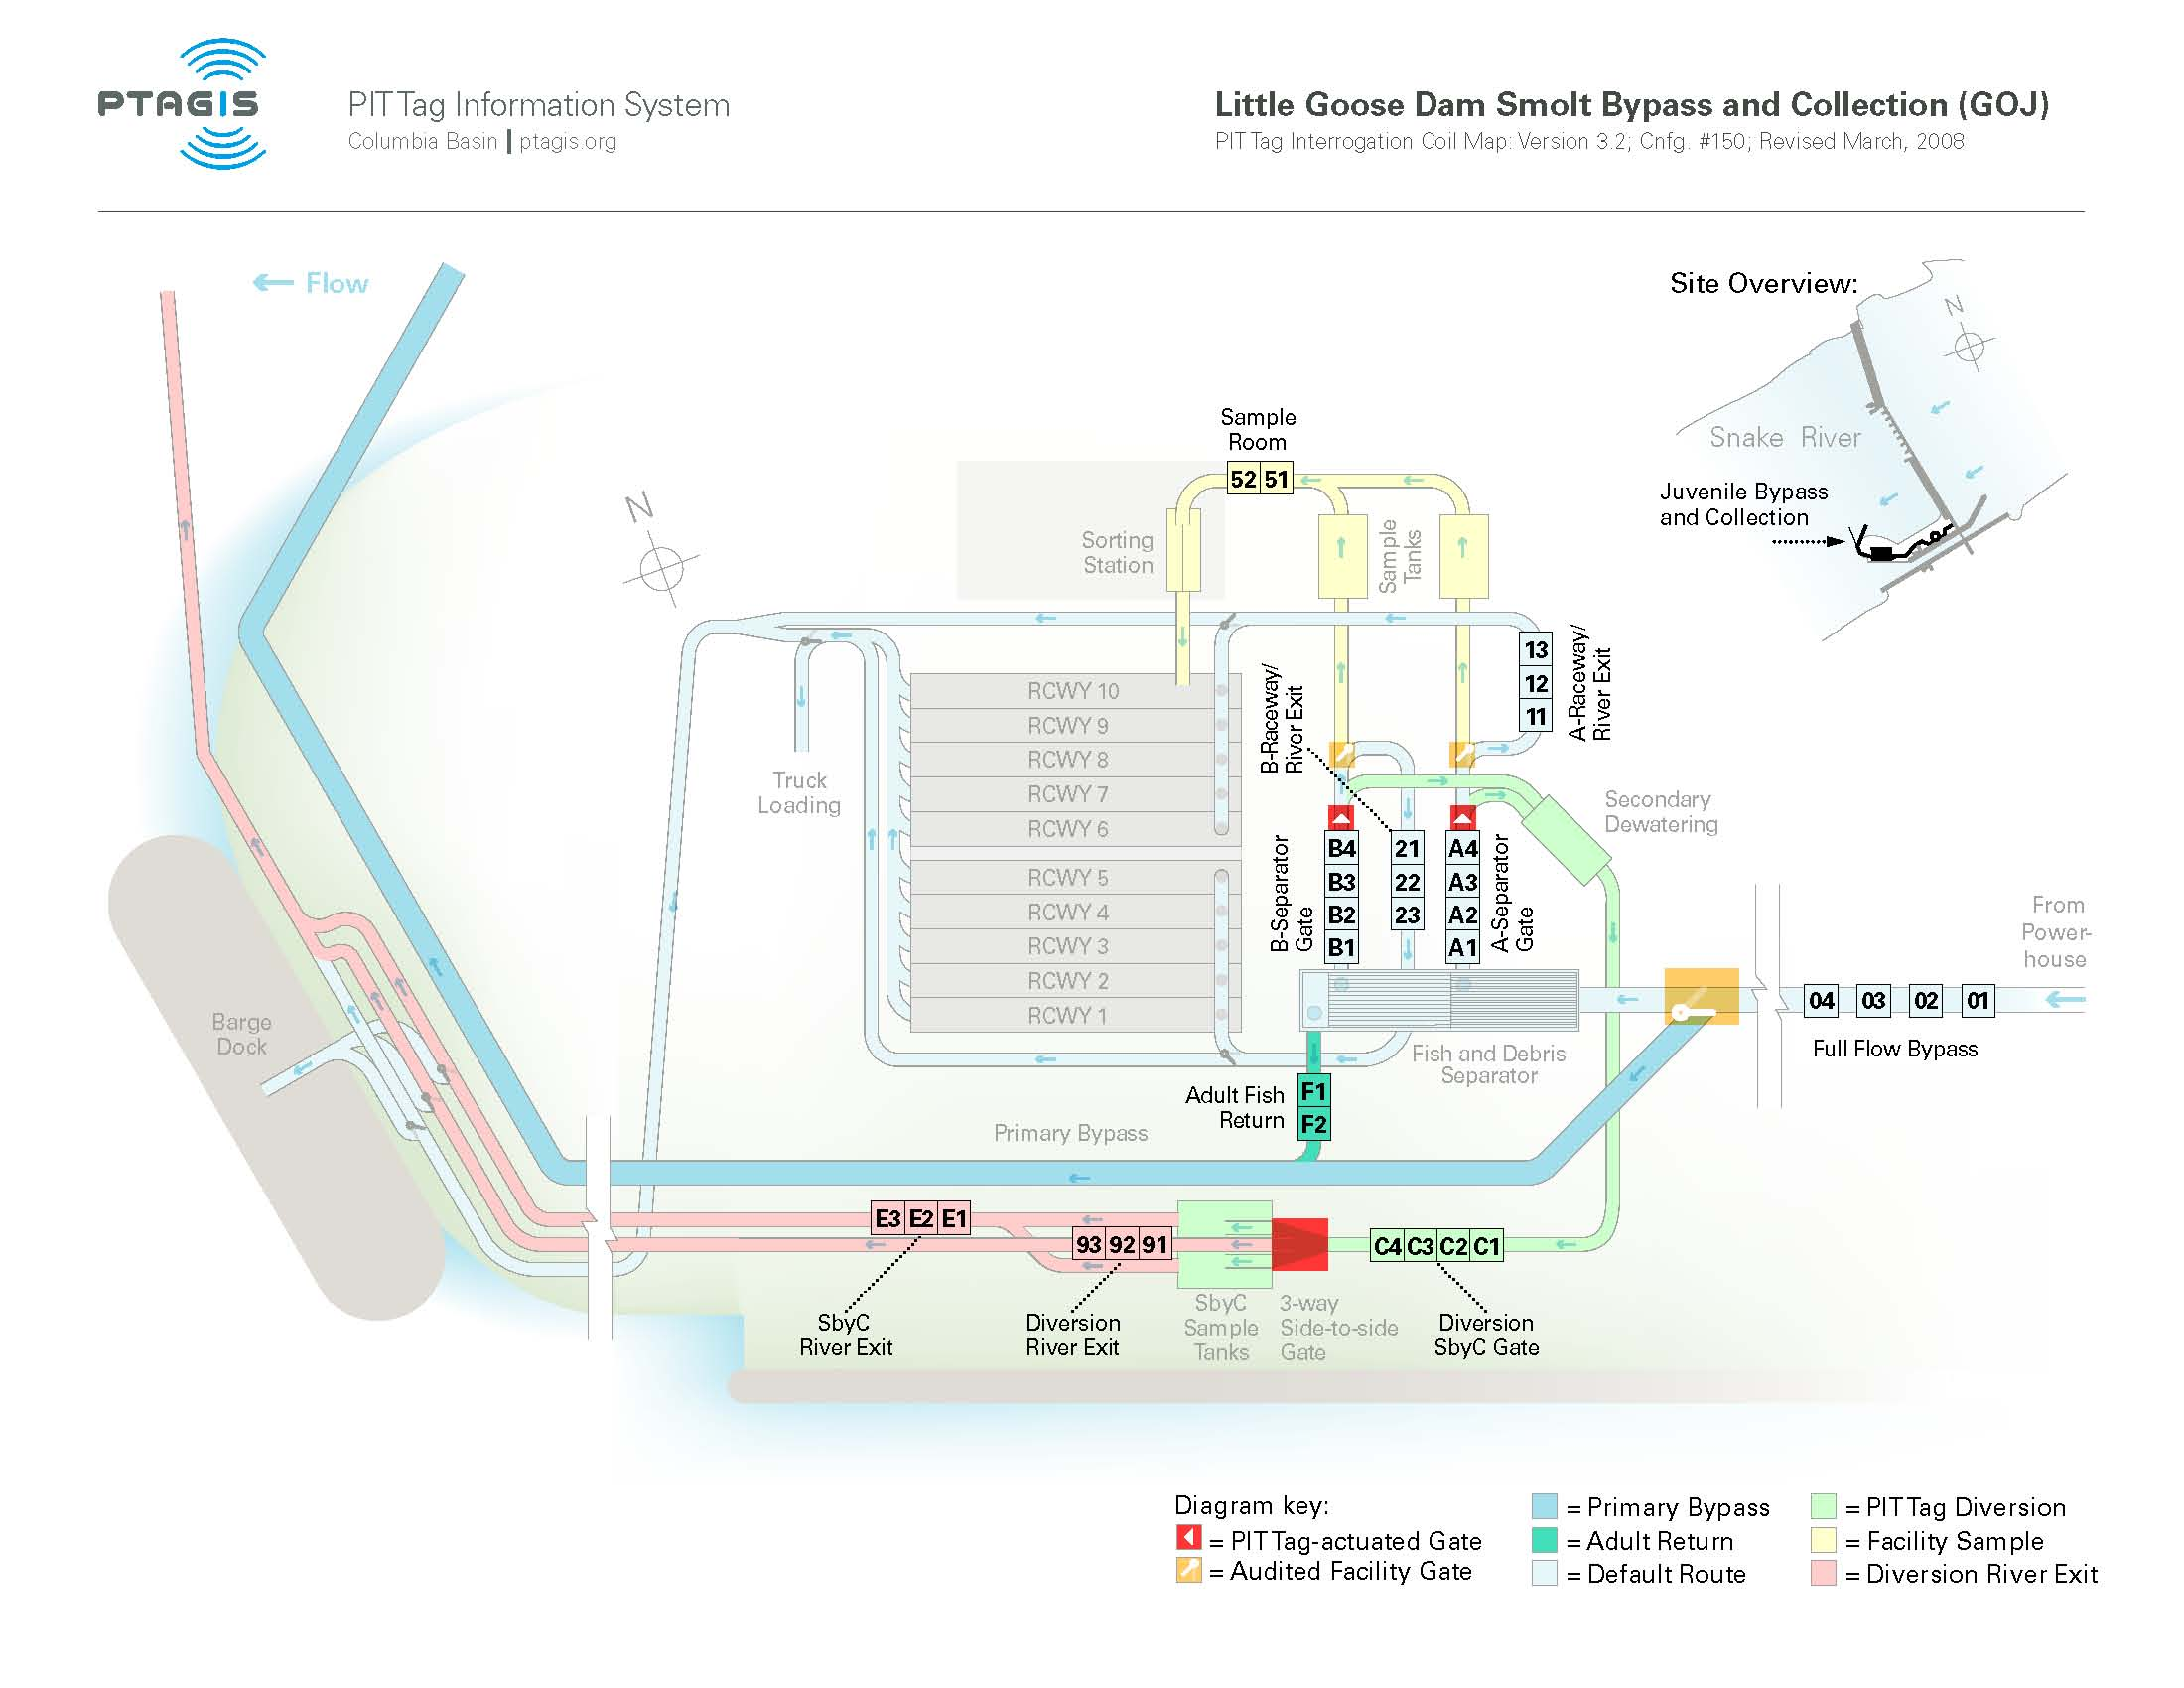 PTAGIS
PIT Tag Information System
Columbia Basin | ptagis.org
Little Goose Dam Smolt Bypass and Collection (GOJ)
PIT Tag Interrogation Coil Map: Version 3.2; Cnfg. #150; Revised March, 2008
Flow
Site Overview:
N
Snake River
Juvenile Bypass
and Collection
Sample
Room
52 51
N
Sorting
Station
Sample
Tanks
13
12
11
A-Raceway/
River Exit
B-Raceway/
River Exit
RCWY 10
RCWY 9
RCWY 8
RCWY 7
RCWY 6
RCWY 5
RCWY 4
RCWY 3
RCWY 2
RCWY 1
Truck
Loading
Secondary
Dewatering
B-Separator
Gate
B4
B3
B2
B1
21
22
23
A4
A3
A2
A1
A-Separator
Gate
From
Power-
house
04 03 02 01
Full Flow Bypass
Barge
Dock
Fish and Debris
Separator
Adult Fish
Return
F1
F2
Primary Bypass
E3 E2 E1
93 92 91
C4 C3 C2 C1
SbyC
River Exit
Diversion
River Exit
SbyC
Sample
Tanks
3-way
Side-to-side
Gate
Diversion
SbyC Gate
Diagram key:
= PIT Tag-actuated Gate
= Audited Facility Gate
= Primary Bypass
= Adult Return
= Default Route
= PIT Tag Diversion
= Facility Sample
= Diversion River Exit